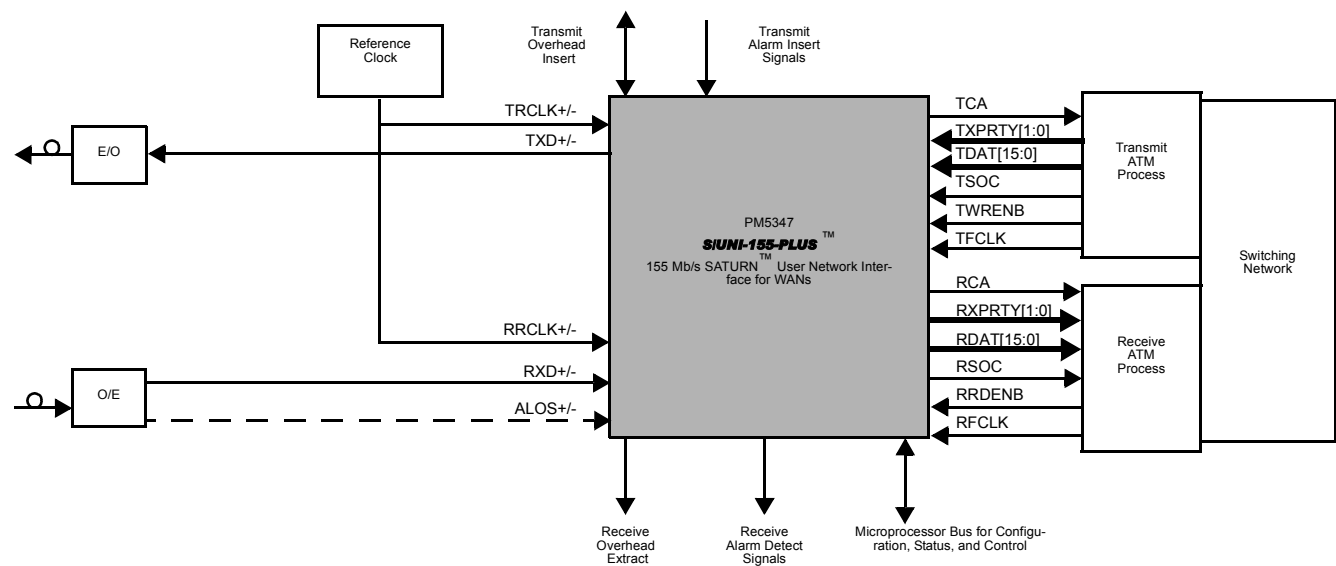 Reference
Clock
Transmit
Overhead
Insert
Transmit
Alarm Insert
Signals
TRCLK+/-
TXD+/-
E/O
RRCLK+/-
RXD+/-
O/E
ALOS+/-
PM5347
S/UNI-155-PLUS ™
155 Mb/s SATURN™ User Network Inter-
face for WANs
TCA
TXPRTY[1:0]
TDAT[15:0]
TSOC
TWRENB
TFCLK
RCA
RXPRTY[1:0]
RDAT[15:0]
RSOC
RRDENB
RFCLK
Transmit
ATM
Process
Receive
ATM
Process
Switching
Network
Receive
Overhead
Extract
Receive
Alarm Detect
Signals
Microprocessor Bus for Configu-
ration, Status, and Control